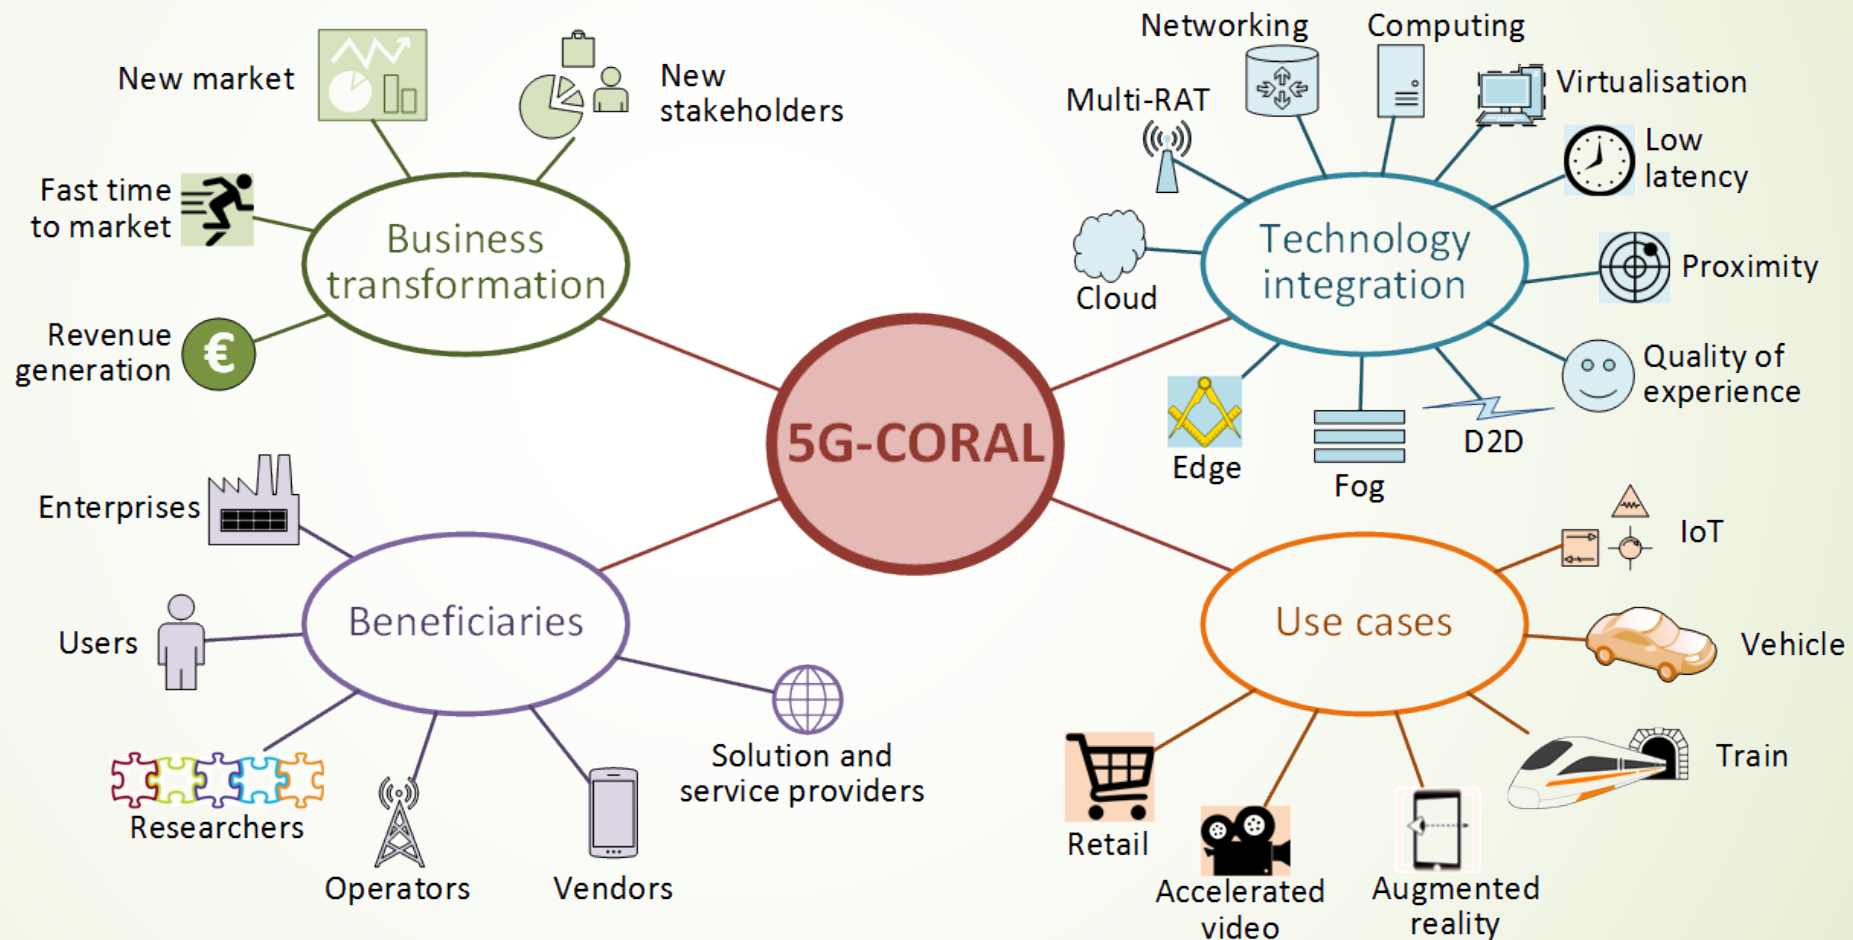 New market
New
stakeholders
Fast time
to market
Business
transformation
Revenue
generation
€
Networking
Computing
Multi-RAT
Virtualisation
Low
latency
Cloud
Technology
integration
Proximity
Quality of
experience
Edge
Fog
D2D
5G-CORAL
Enterprises
Users
Beneficiaries
Researchers
Operators
Vendors
Solution and
service providers
Use cases
IoT
Vehicle
Train
Retail
Accelerated
video
Augmented
reality